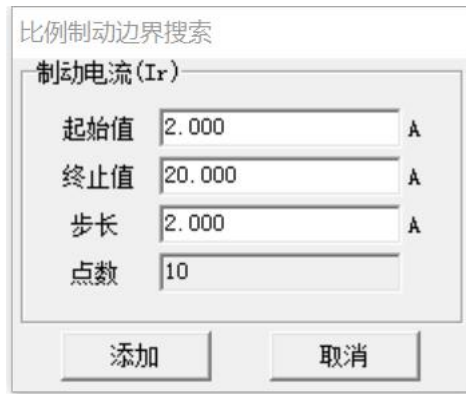 比例制动边界搜索
制动电流(Ir)
起始值 2.000 A
终止值 20.000 A
步长 2.000 A
点数 10
添加 取消